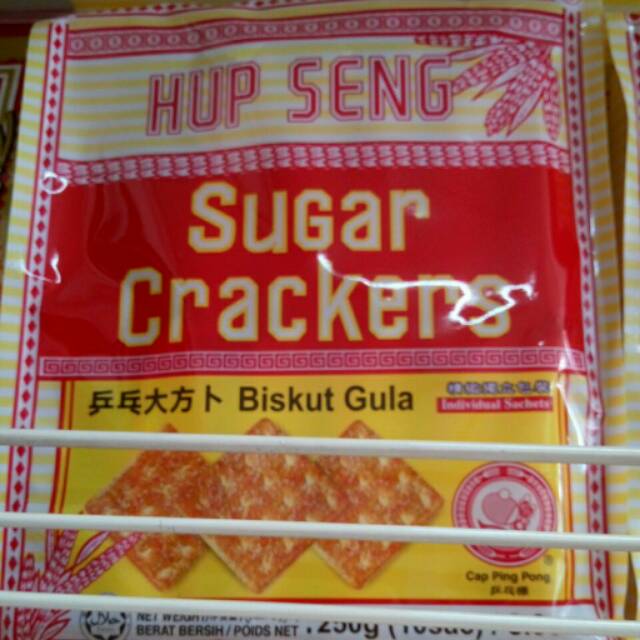 HUP SENG
Sugar
Crackers
乒乓大方卜 Biskut Gula
Individual Sachets
Cap Ping Pong
乒乓標
NET WEIGHT
BERAT BERSIH / POIDS NET : 250g